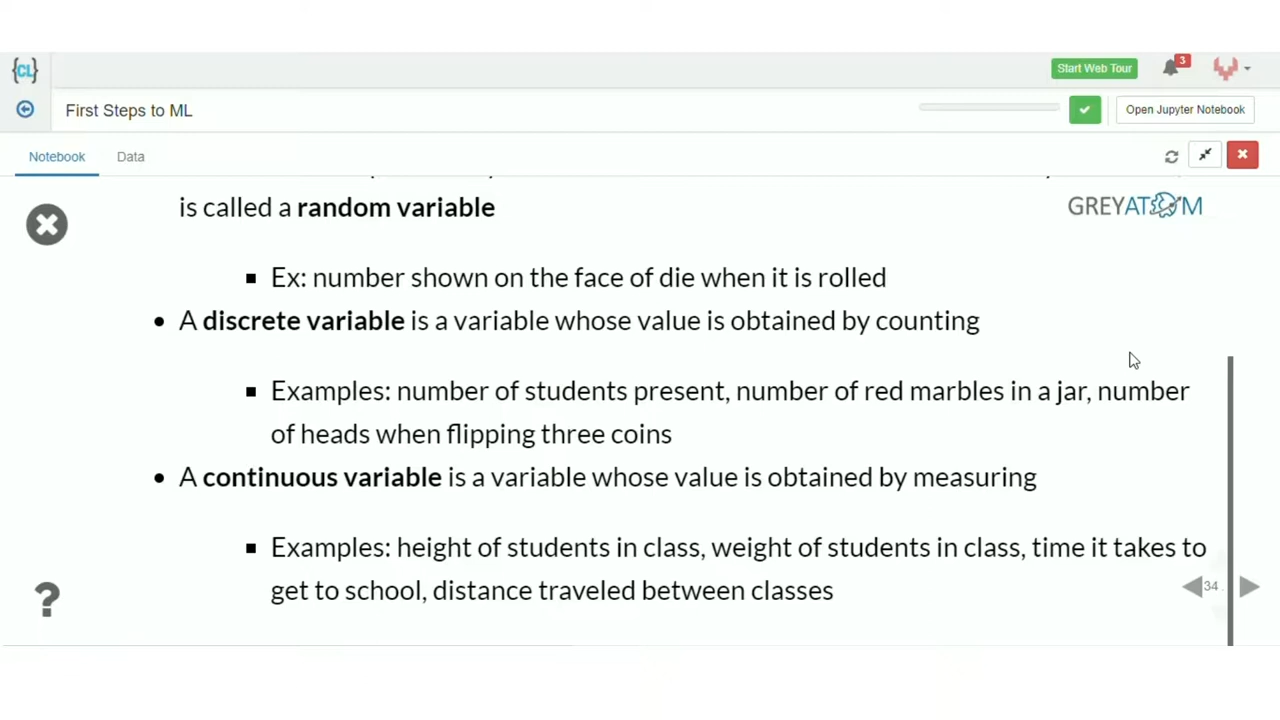 {CL}
Start Web Tour
3
First Steps to ML
Open Jupyter Notebook
Notebook
Data
is called a random variable
GREYATOM
Ex: number shown on the face of die when it is rolled
A discrete variable is a variable whose value is obtained by counting
Examples: number of students present, number of red marbles in a jar, number
of heads when flipping three coins
A continuous variable is a variable whose value is obtained by measuring
Examples: height of students in class, weight of students in class, time it takes to
get to school, distance traveled between classes
34
?